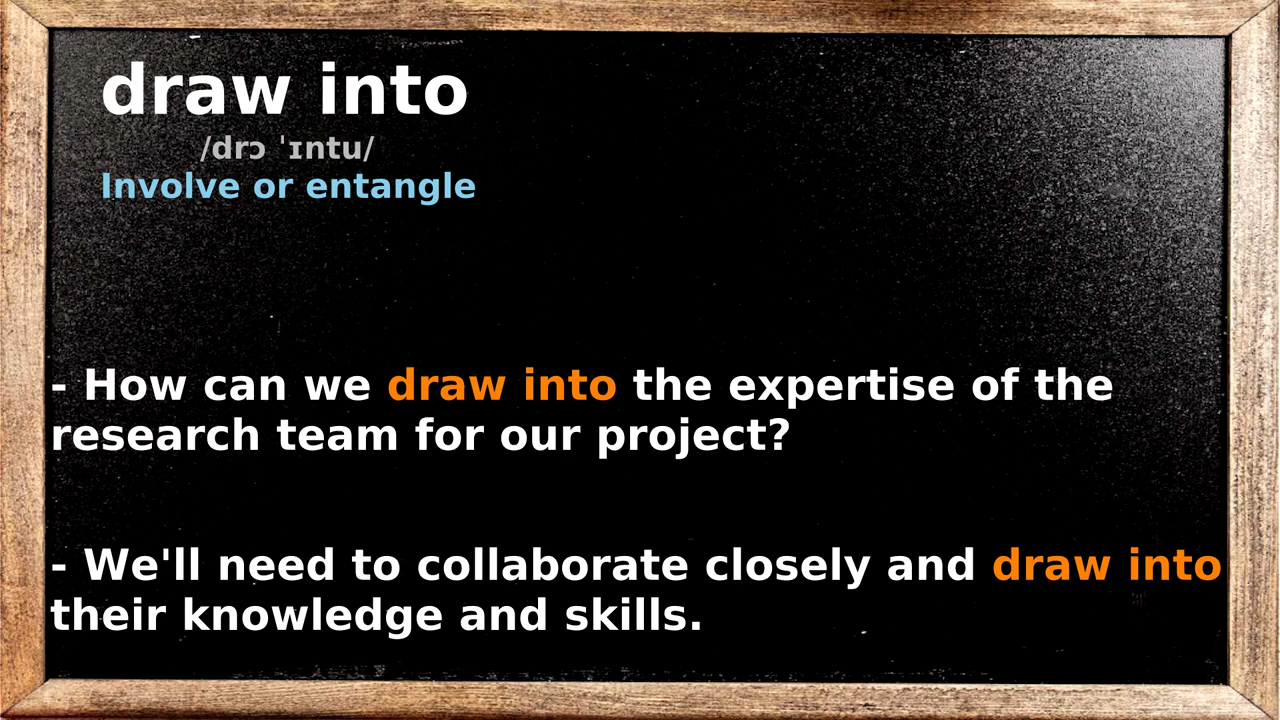 draw into
/drɔ ˈɪntu/
Involve or entangle
- How can we draw into the expertise of the
research team for our project?
- We'll need to collaborate closely and draw into
their knowledge and skills.